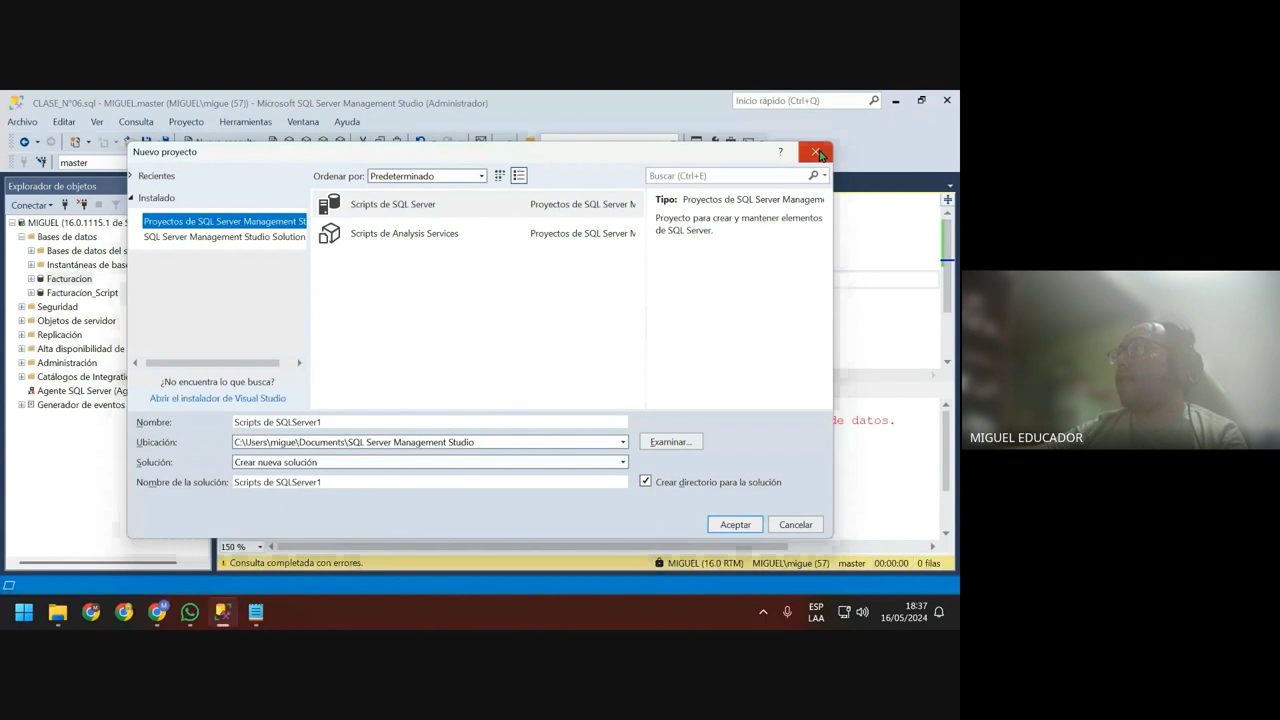 CLASE_N°06.sql - MIGUEL.master (MIGUEL\migue (57)) - Microsoft SQL Server Management Studio (Administrador)
Inicio rápido (Ctrl+Q)
Archivo Editar Ver Consulta Proyecto Herramientas Ventana Ayuda
master
Nuevo proyecto
Explorador de objetos
Conectar
MIGUEL (16.0.1115.1
Bases de datos
Bases de datos del s
Instantáneas de base
Facturacion
Facturacíon_Script
Seguridad
Objetos de servidor
Replicación
Alta disponibilidad de
Administración
Catálogos de Integrati
Agente SQL Server (Ag
Generador de eventos
Recientes
Instalado
Proyectos de SQL Server Management St
SQL Server Management Studio Solution
¿No encuentra lo que busca?
Abrir el instalador de Visual Studio
Ordenar por: Predeterminado
Scripts de SQL Server Proyectos de SQL Server M
Scripts de Analysis Services Proyectos de SQL Server M
Buscar (Ctrl+E)
Tipo: Proyectos de SQL Server Managem
Proyecto para crear y mantener elementos
de SQL Server.
Nombre: Scripts de SQLServer1
Ubicación: C:\Users\migue\Documents\SQL Server Management Studio
Examinar...
Solución: Crear nueva solución
Nombre de la solución: Scripts de SQLServer1
Crear directorio para la solución
Aceptar Cancelar
de datos.
150 %
Consulta completada con errores.
MIGUEL (16.0 RTM) MIGUEL\migue (57) master 00:00:00 0 filas
ESP
LAA
18:37
16/05/2024
MIGUEL EDUCADOR